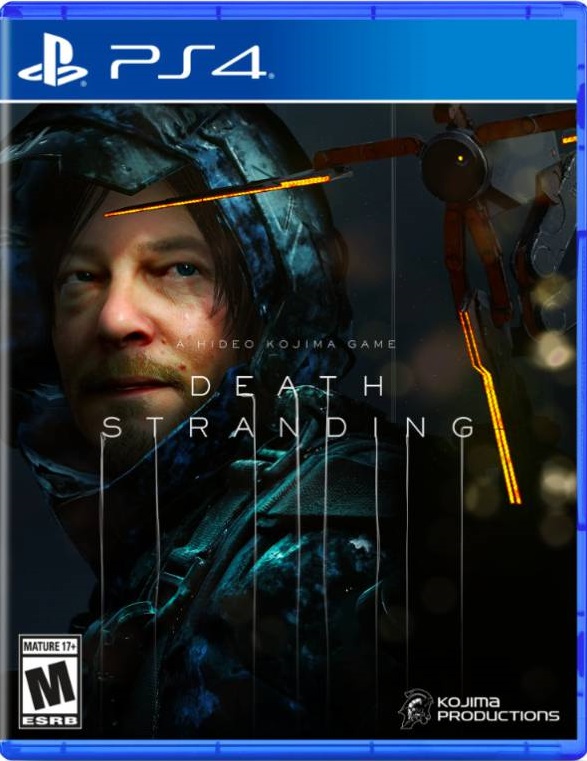 PS4
A HIDEO KOJIMA GAME
DEATH
STRANDING
MATURE 17+
M
ESRB
KOJIMA
PRODUCTIONS